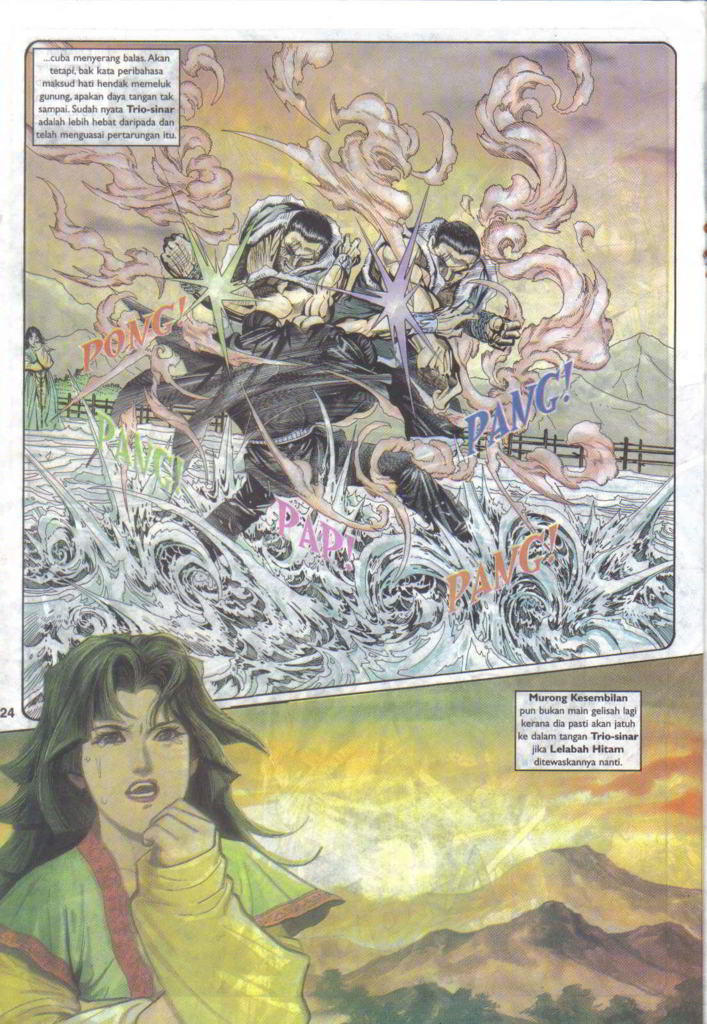 ...cuba menyerang balas. Akan
tetapi, bak kata peribahasa
maksud hati hendak memeluk
gunung, apakan daya tangan tak
sampai. Sudah nyata Trio-sinar
adalah lebih hebat daripada dan
telah menguasai pertarungan itu.
PONG!
PANG!
PANG!
PAP!
PANG!
24
Murong Kesembilan
pun bukan main gelisah lagi
kerana dia pasti akan jatuh
ke dalam tangan Trio-sinar
jika Lelabah Hitam
ditewaskannya nanti.